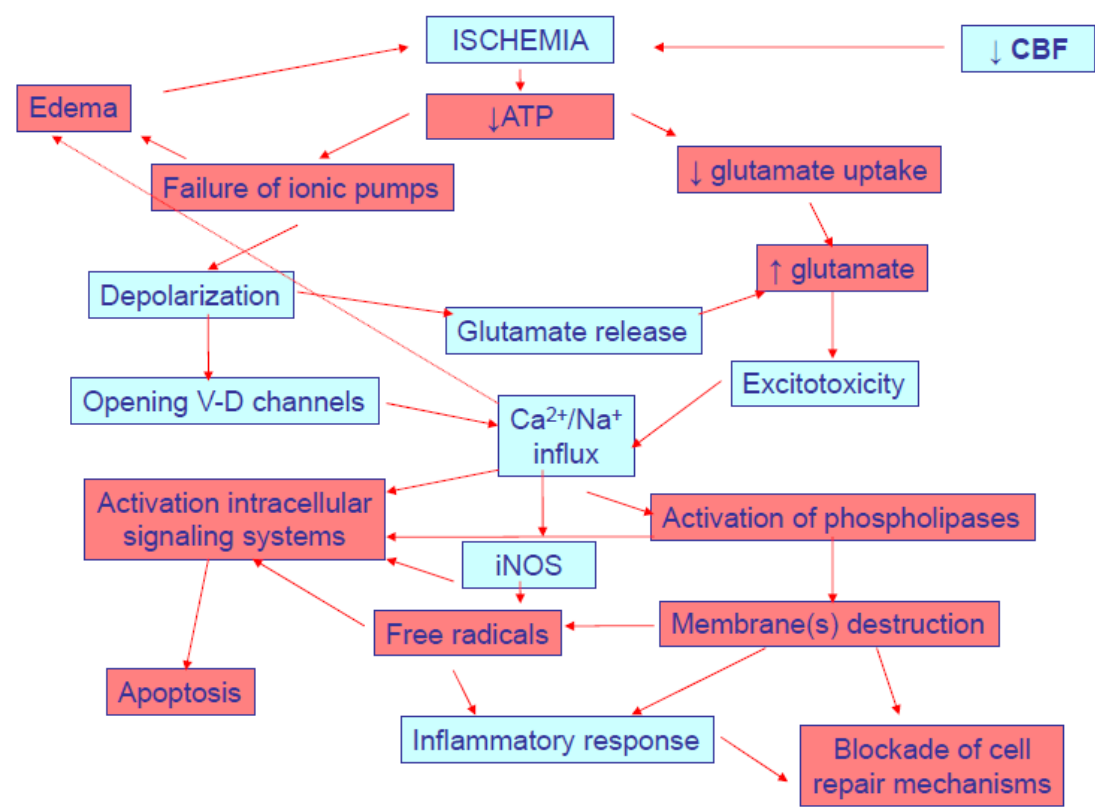 ISCHEMIA
↓ CBF
Edema
↓ATP
Failure of ionic pumps
↓ glutamate uptake
↑ glutamate
Depolarization
Glutamate release
Opening V-D channels
Excitotoxicity
Ca²⁺/Na⁺
influx
Activation intracellular
signaling systems
Activation of phospholipases
iNOS
Free radicals
Membrane(s) destruction
Apoptosis
Inflammatory response
Blockade of cell
repair mechanisms